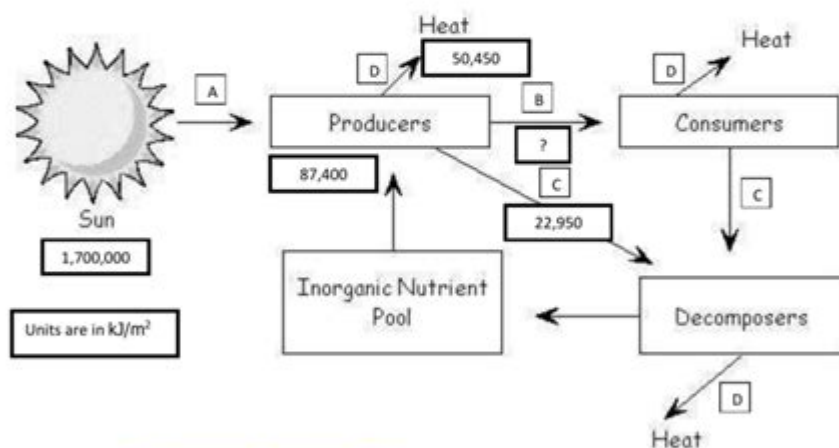 Heat
50,450
D
A
Producers
B
?
87,400
C
22,950
D
Heat
Consumers
C
Sun
1,700,000
Units are in kJ/m²
Inorganic Nutrient
Pool
Decomposers
D
Heat